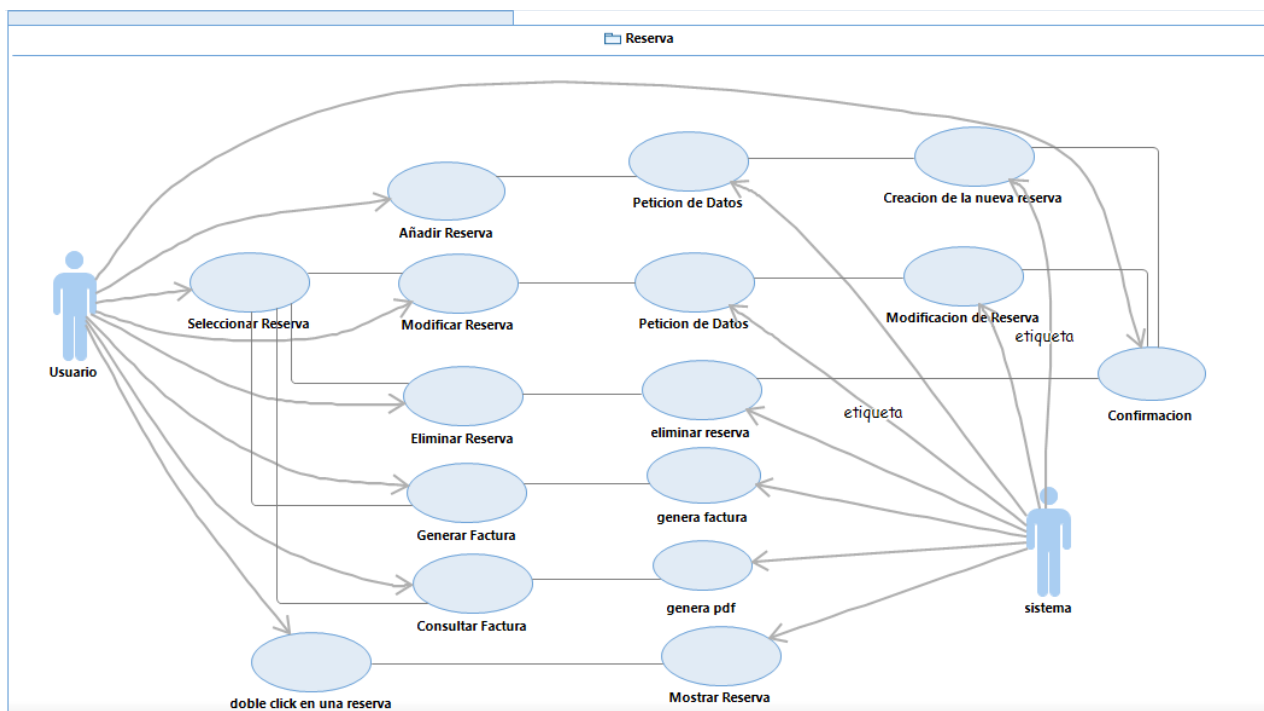 Reserva
Peticion de Datos
Creacion de la nueva reserva
Añadir Reserva
Seleccionar Reserva
Modificar Reserva
Peticion de Datos
Modificacion de Reserva
etiqueta
Usuario
Confirmacion
etiqueta
Eliminar Reserva
eliminar reserva
genera factura
Generar Factura
genera pdf
sistema
Consultar Factura
Mostrar Reserva
doble click en una reserva